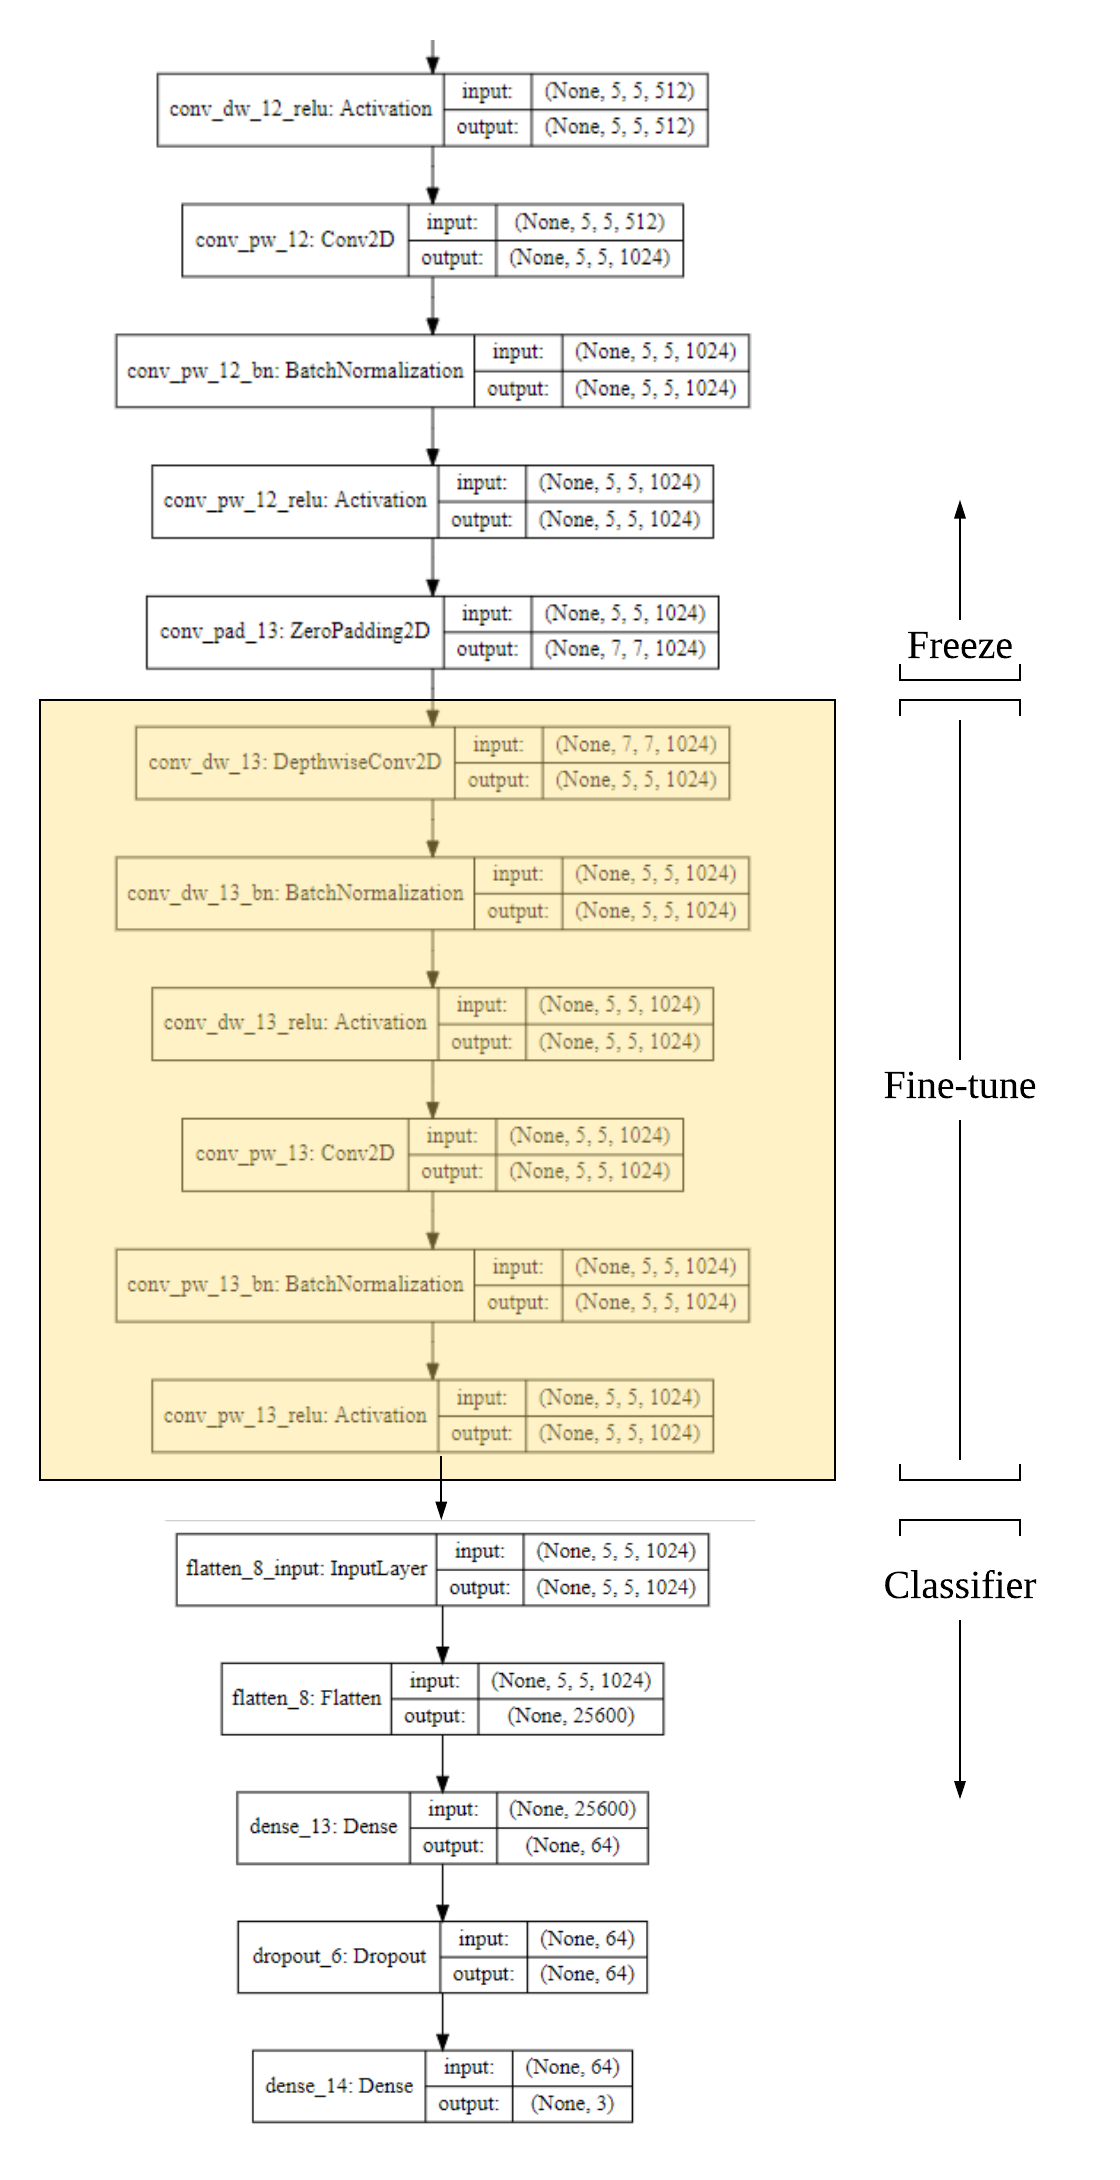 conv_dw_12_relu: Activation
input: (None, 5, 5, 512)
output: (None, 5, 5, 512)
conv_pw_12: Conv2D
input: (None, 5, 5, 512)
output: (None, 5, 5, 1024)
conv_pw_12_bn: BatchNormalization
input: (None, 5, 5, 1024)
output: (None, 5, 5, 1024)
conv_pw_12_relu: Activation
input: (None, 5, 5, 1024)
output: (None, 5, 5, 1024)
conv_pad_13: ZeroPadding2D
input: (None, 5, 5, 1024)
output: (None, 7, 7, 1024)
Freeze
conv_dw_13: DepthwiseConv2D
input: (None, 7, 7, 1024)
output: (None, 5, 5, 1024)
conv_dw_13_bn: BatchNormalization
input: (None, 5, 5, 1024)
output: (None, 5, 5, 1024)
conv_dw_13_relu: Activation
input: (None, 5, 5, 1024)
output: (None, 5, 5, 1024)
Fine-tune
conv_pw_13: Conv2D
input: (None, 5, 5, 1024)
output: (None, 5, 5, 1024)
conv_pw_13_bn: BatchNormalization
input: (None, 5, 5, 1024)
output: (None, 5, 5, 1024)
conv_pw_13_relu: Activation
input: (None, 5, 5, 1024)
output: (None, 5, 5, 1024)
flatten_8_input: InputLayer
input: (None, 5, 5, 1024)
output: (None, 5, 5, 1024)
Classifier
flatten_8: Flatten
input: (None, 5, 5, 1024)
output: (None, 25600)
dense_13: Dense
input: (None, 25600)
output: (None, 64)
dropout_6: Dropout
input: (None, 64)
output: (None, 64)
dense_14: Dense
input: (None, 64)
output: (None, 3)